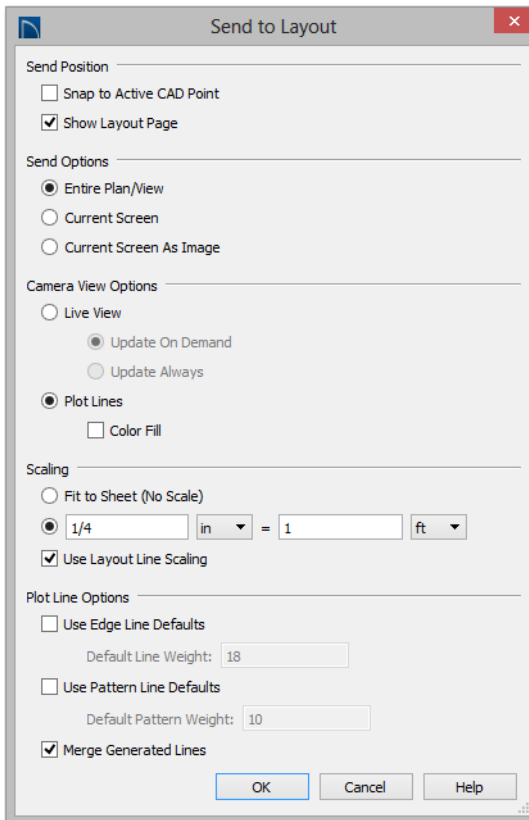 Send to Layout
Send Position
Snap to Active CAD Point
Show Layout Page
Send Options
Entire Plan/View
Current Screen
Current Screen As Image
Camera View Options
Live View
Update On Demand
Update Always
Plot Lines
Color Fill
Scaling
Fit to Sheet (No Scale)
1/4 in = 1 ft
Use Layout Line Scaling
Plot Line Options
Use Edge Line Defaults
Default Line Weight: 18
Use Pattern Line Defaults
Default Pattern Weight: 10
Merge Generated Lines
OK Cancel Help